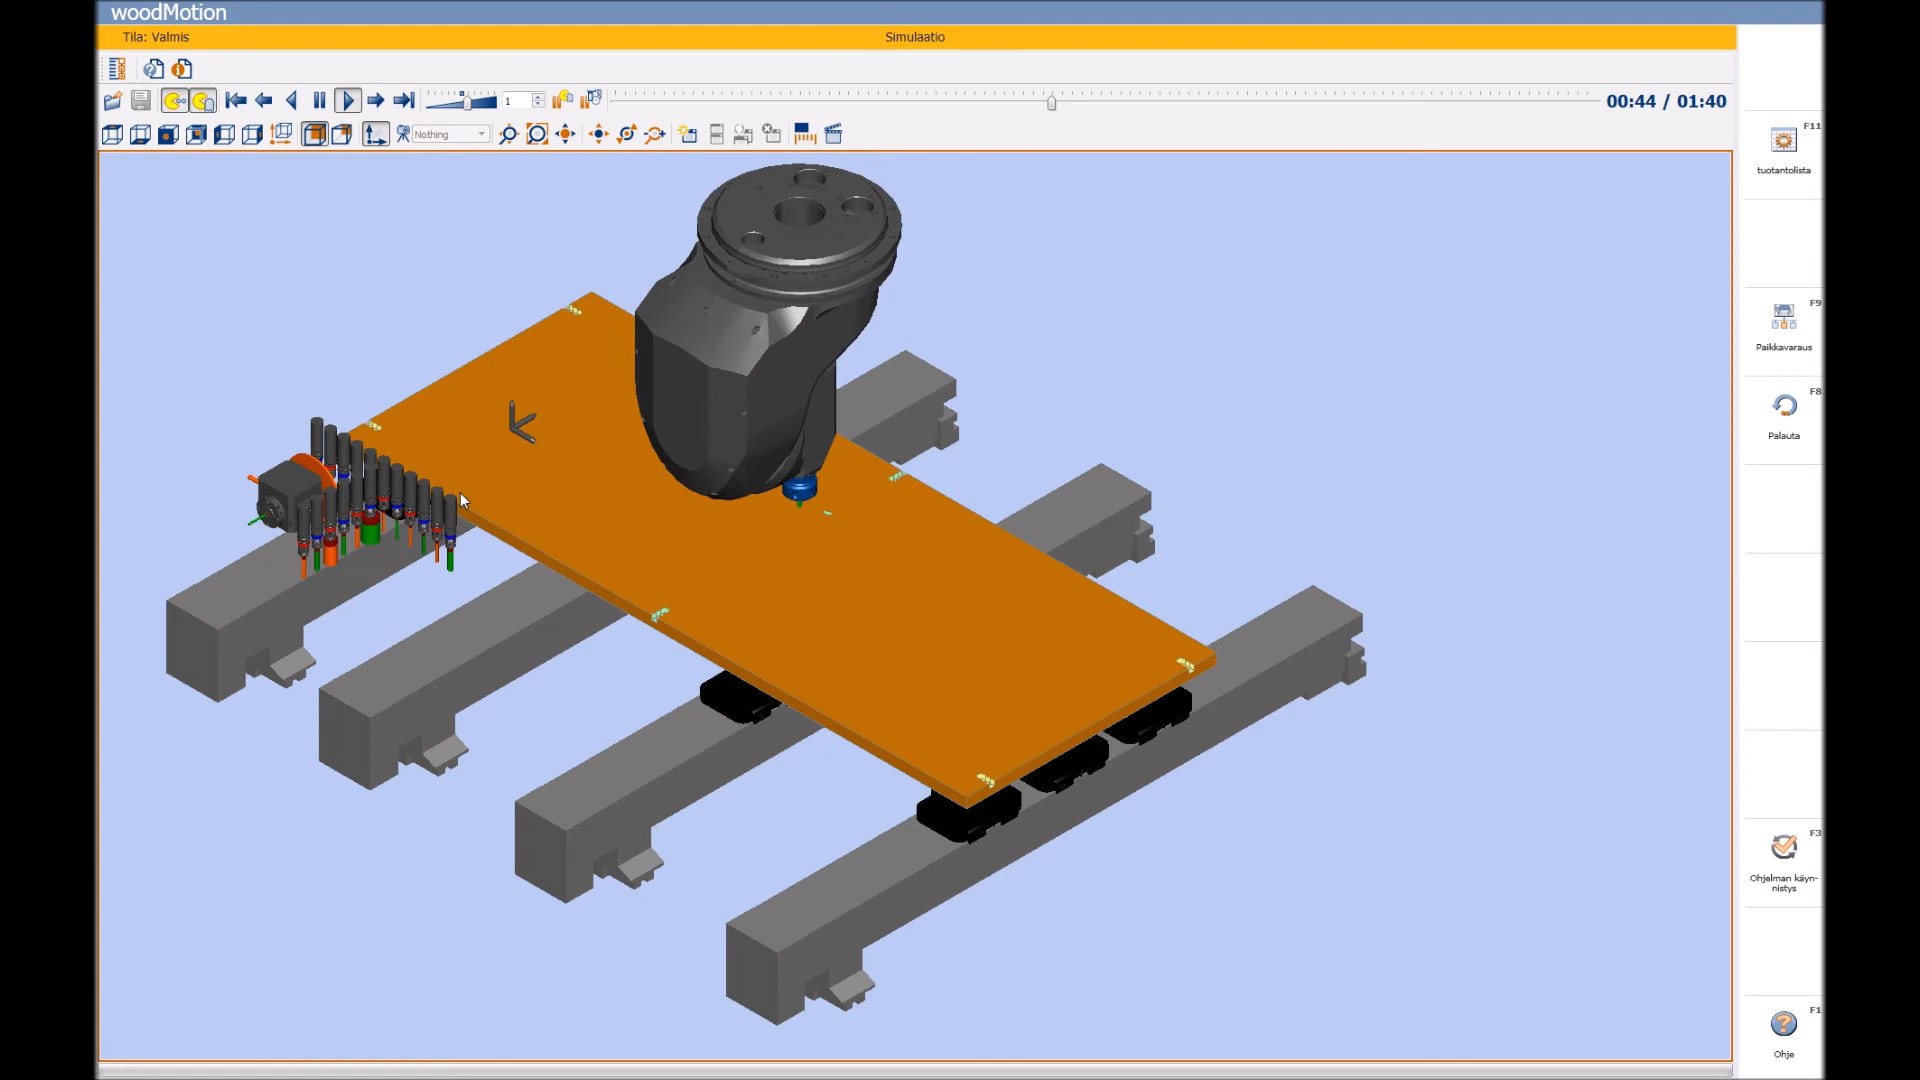 woodMotion
Tila: Valmis
Simulaatio
1
00:44 / 01:40
Nothing
F11
tuotantolista
F9
Paikkavaraus
F8
Palauta
F3
Ohjelman käyn-
nistys
F1
Ohje